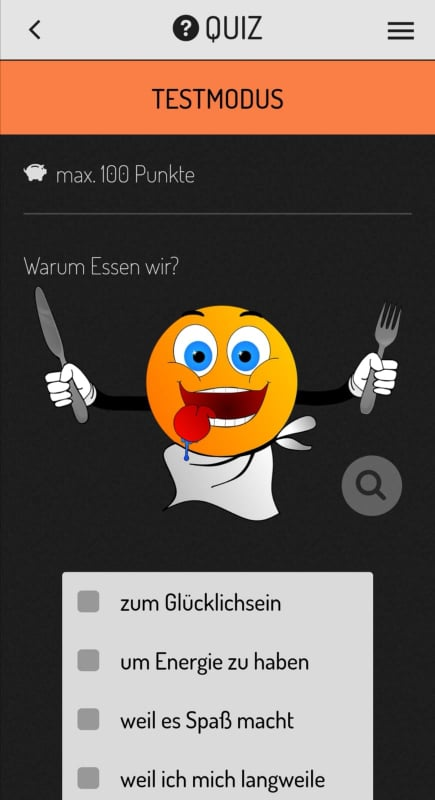 QUIZ
TESTMODUS
max. 100 Punkte
Warum Essen wir?
zum Glücklichsein
um Energie zu haben
weil es Spaß macht
weil ich mich langweile